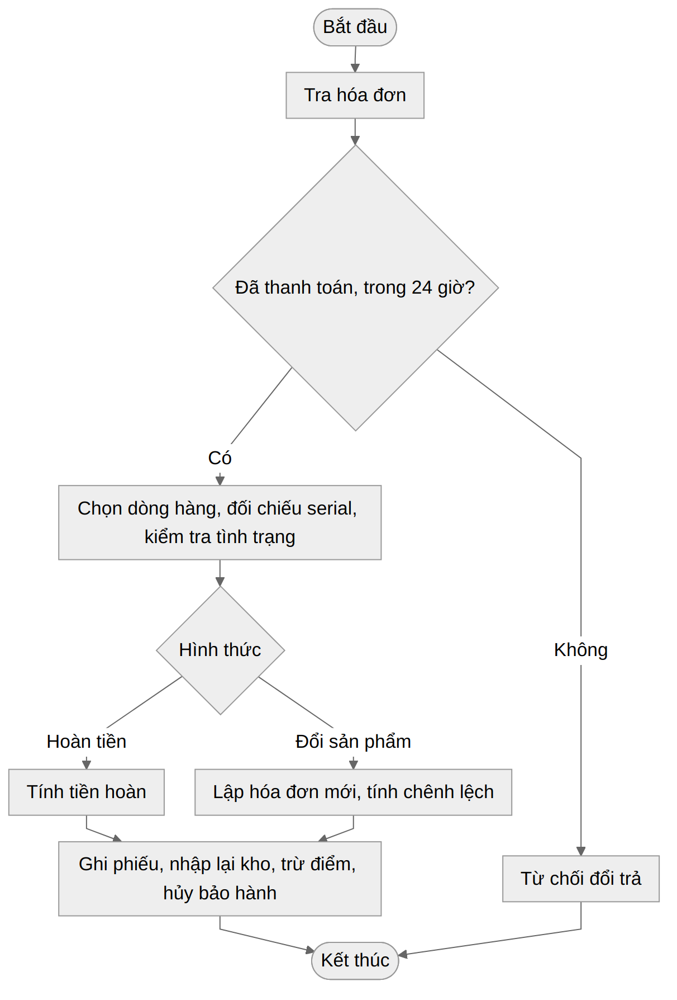 Bắt đầu
Tra hóa đơn
Đã thanh toán, trong 24 giờ?
Có
Chọn dòng hàng, đối chiếu serial,
kiểm tra tình trạng
Hình thức
Không
Hoàn tiền
Đổi sản phẩm
Tính tiền hoàn
Lập hóa đơn mới, tính chênh lệch
Ghi phiếu, nhập lại kho, trừ điểm,
hủy bảo hành
Từ chối đổi trả
Kết thúc